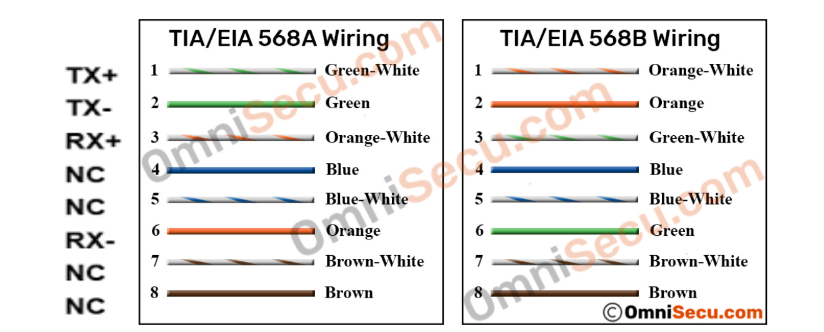 TIA/EIA 568A Wiring
TX+ 1 Green-White
TX- 2 Green
RX+ 3 Orange-White
NC 4 Blue
NC 5 Blue-White
RX- 6 Orange
NC 7 Brown-White
NC 8 Brown
TIA/EIA 568B Wiring
1 Orange-White
2 Orange
3 Green-White
4 Blue
5 Blue-White
6 Green
7 Brown-White
8 Brown
OmniSecu.com
OmniSecu.com
OmniSecu.com
©OmniSecu.com